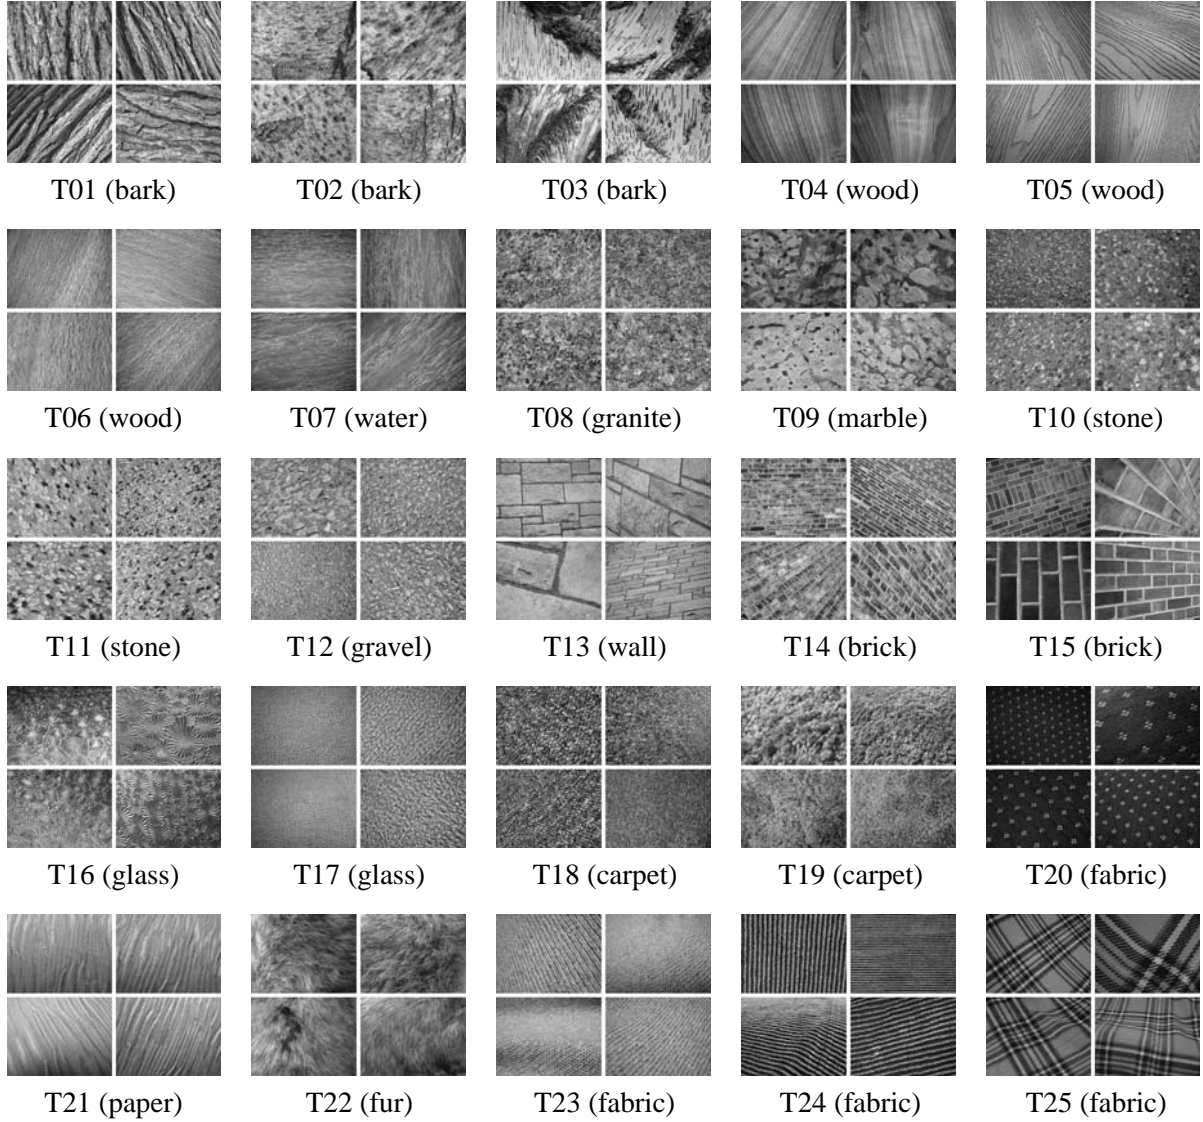 T01 (bark) T02 (bark) T03 (bark) T04 (wood) T05 (wood)
T06 (wood) T07 (water) T08 (granite) T09 (marble) T10 (stone)
T11 (stone) T12 (gravel) T13 (wall) T14 (brick) T15 (brick)
T16 (glass) T17 (glass) T18 (carpet) T19 (carpet) T20 (fabric)
T21 (paper) T22 (fur) T23 (fabric) T24 (fabric) T25 (fabric)